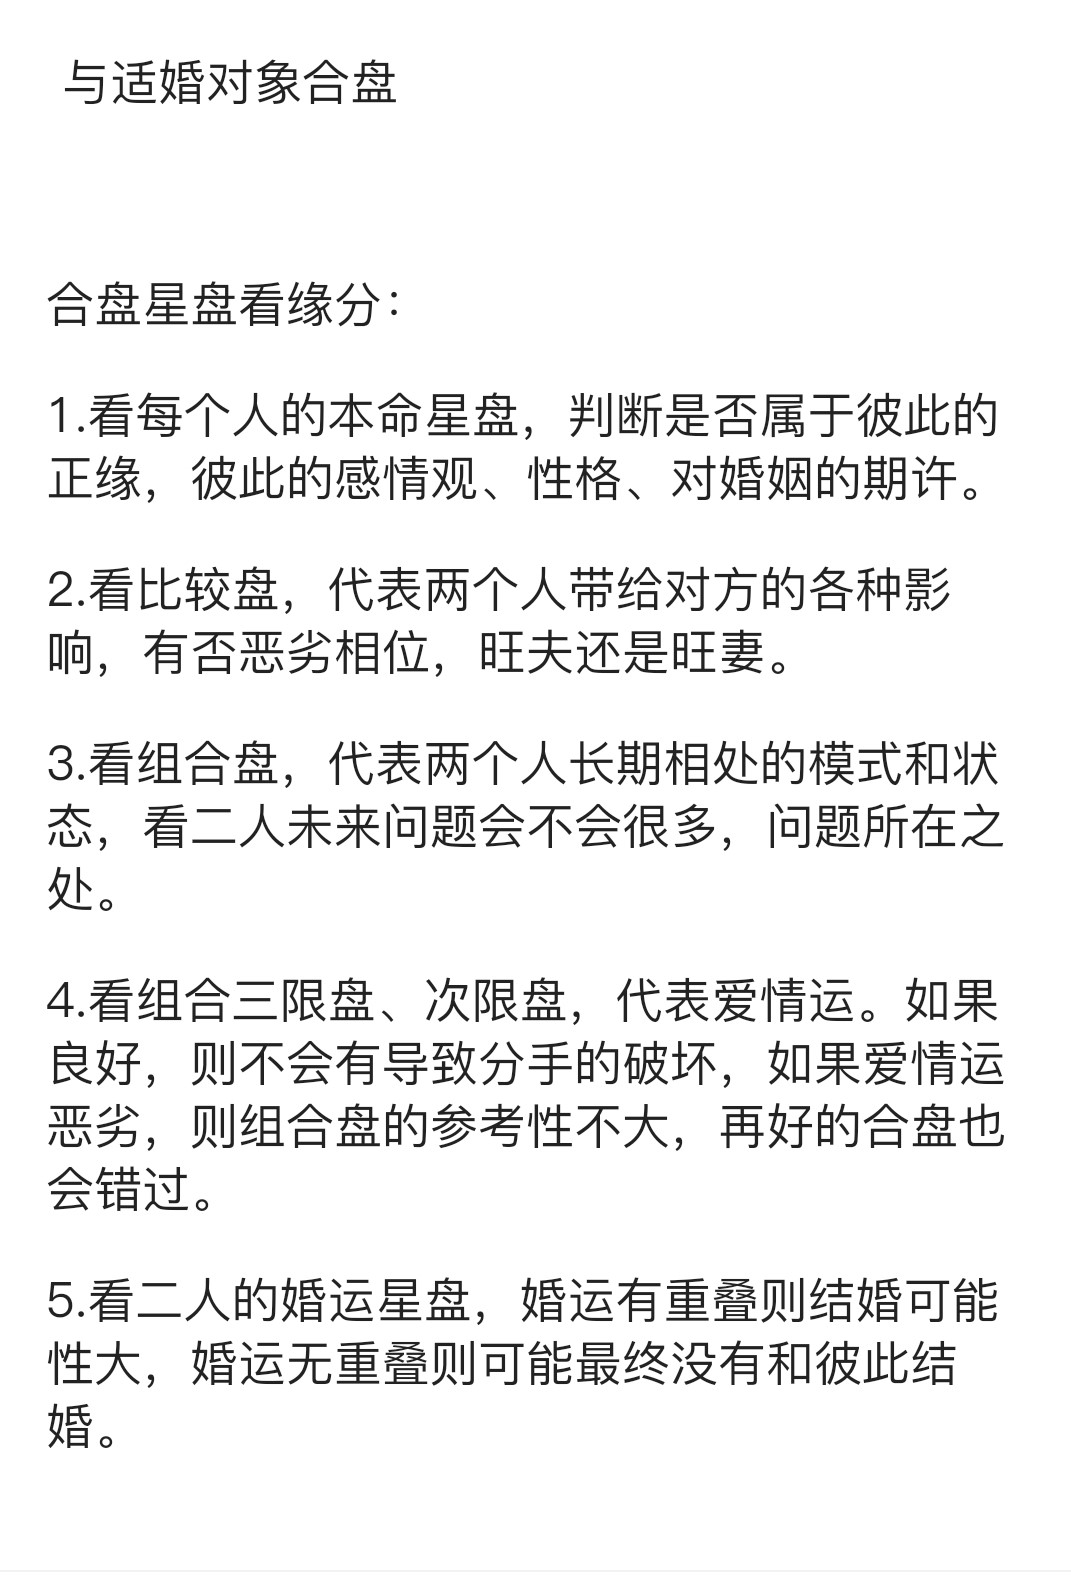 与适婚对象合盘
合盘星盘看缘分：
1.看每个人的本命星盘，判断是否属于彼此的
正缘，彼此的感情观、性格、对婚姻的期许。
2.看比较盘，代表两个人带给对方的各种影
响，有否恶劣相位，旺夫还是旺妻。
3.看组合盘，代表两个人长期相处的模式和状
态，看二人未来问题会不会很多，问题所在之
处。
4.看组合三限盘、次限盘，代表爱情运。如果
良好，则不会有导致分手的破坏，如果爱情运
恶劣，则组合盘的参考性不大，再好的合盘也
会错过。
5.看二人的婚运星盘，婚运有重叠则结婚可能
性大，婚运无重叠则可能最终没有和彼此结
婚。